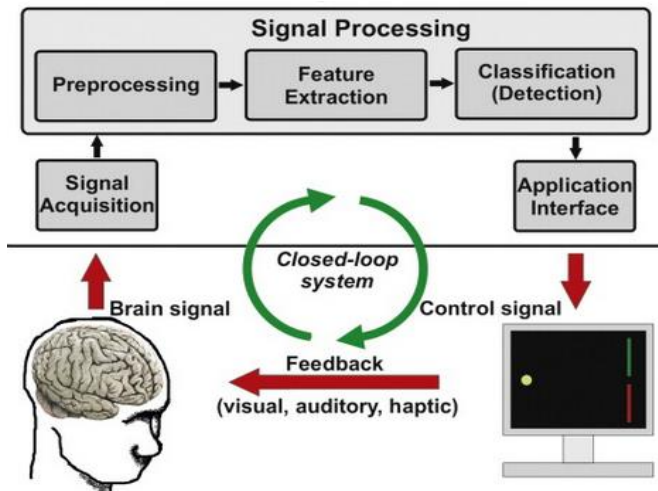 Signal Processing
Preprocessing
Feature
Extraction
Classification
(Detection)
Signal
Acquisition
Application
Interface
Closed-loop
system
Brain signal
Control signal
Feedback
(visual, auditory, haptic)